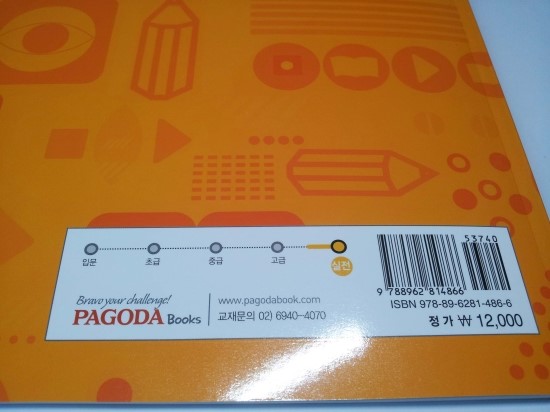 입문 초급 중급 고급 실전
Bravo your challenge!
PAGODA Books
www.pagodabook.com
교재문의 02) 6940-4070
53740
9 788962 814866
ISBN 978-89-6281-486-6
정가 ₩ 12,000